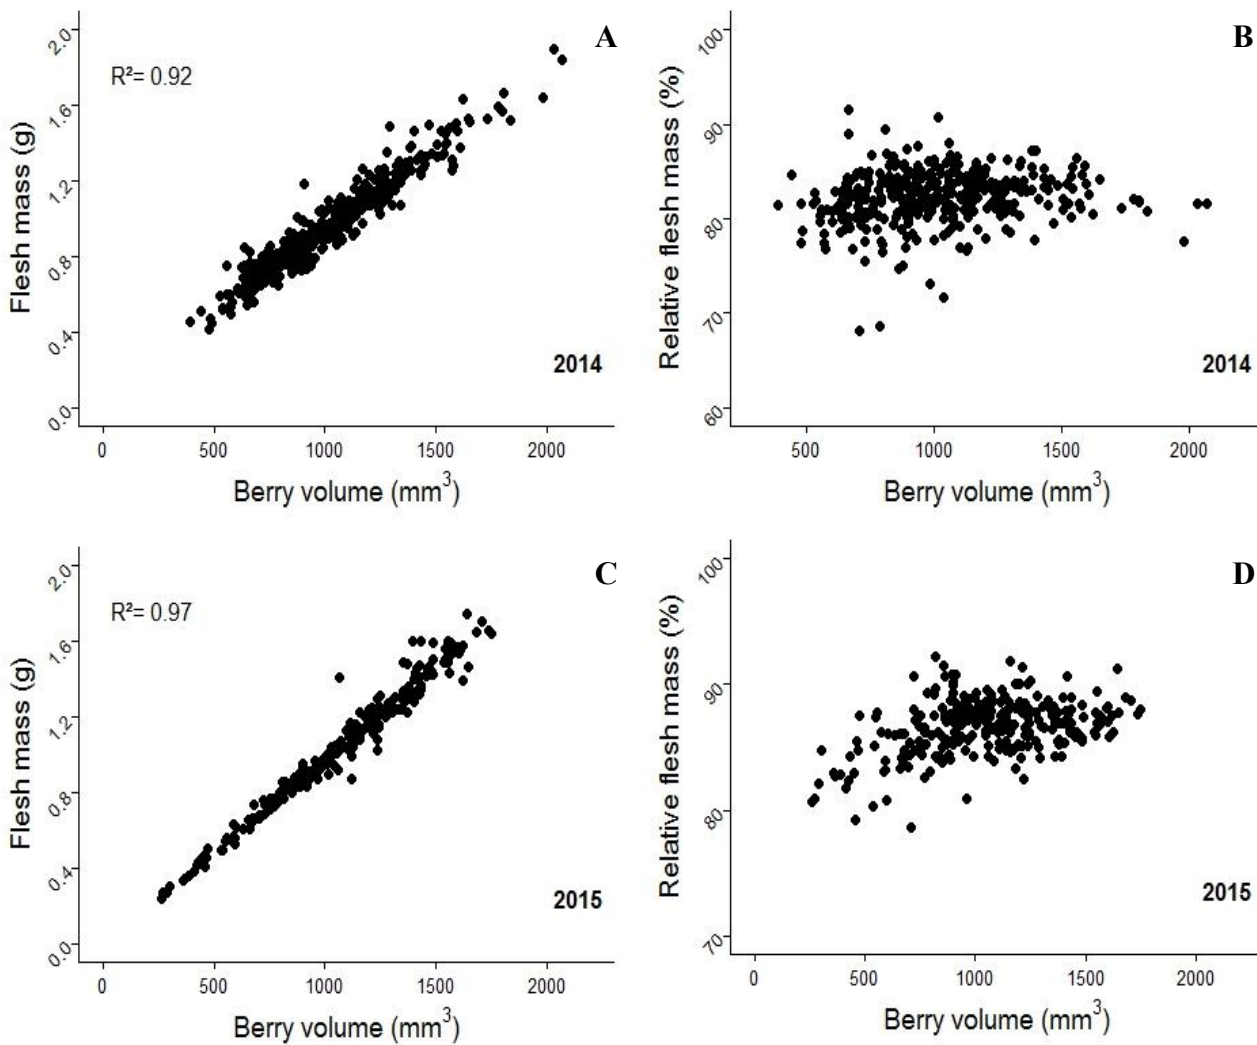 A
R²= 0.92
Flesh mass (g)
2.0
1.6
1.2
0.8
0.4
0.0
2014
0 500 1000 1500 2000
Berry volume (mm³)
B
Relative flesh mass (%)
100
90
80
70
60
2014
500 1000 1500 2000
Berry volume (mm³)
C
R²= 0.97
Flesh mass (g)
2.0
1.6
1.2
0.8
0.4
0.0
2015
0 500 1000 1500 2000
Berry volume (mm³)
D
Relative flesh mass (%)
100
90
80
70
2015
0 500 1000 1500 2000
Berry volume (mm³)